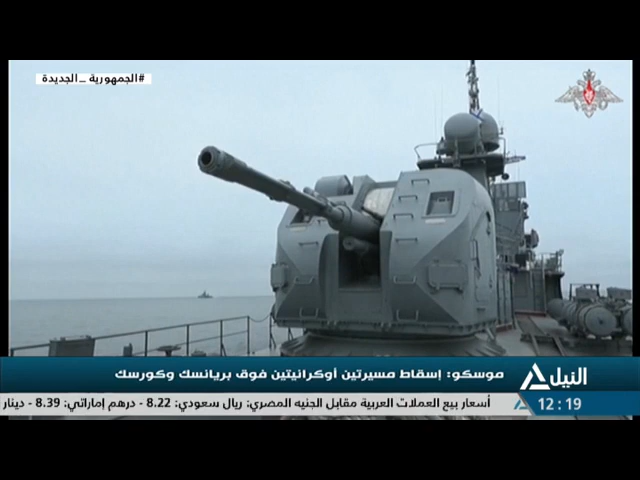 #الجمهورية _الجديدة
موسكو: إسقاط مسيرتين أوكرانيتين فوق بريانسك وكورسك
النيل
أسعار بيع العملات العربية مقابل الجنيه المصري: ريال سعودي: 8.22 - درهم إماراتي: 8.39 - دينار
12:19